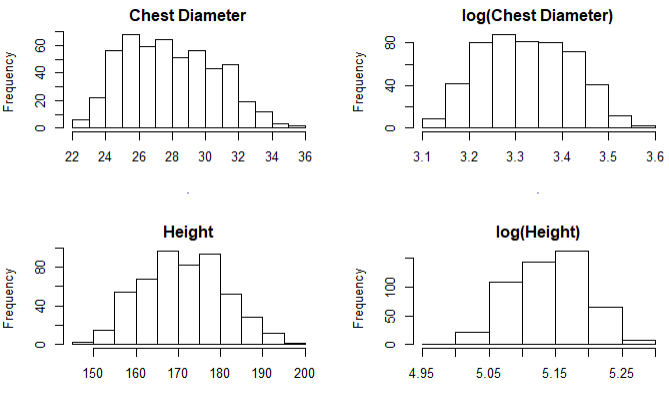 Chest Diameter
Frequency
0 20 40 60
22 24 26 28 30 32 34 36
log(Chest Diameter)
Frequency
0 40 80
3.1 3.2 3.3 3.4 3.5 3.6
Height
Frequency
0 40 80
150 160 170 180 190 200
log(Height)
Frequency
0 50 100
4.95 5.05 5.15 5.25